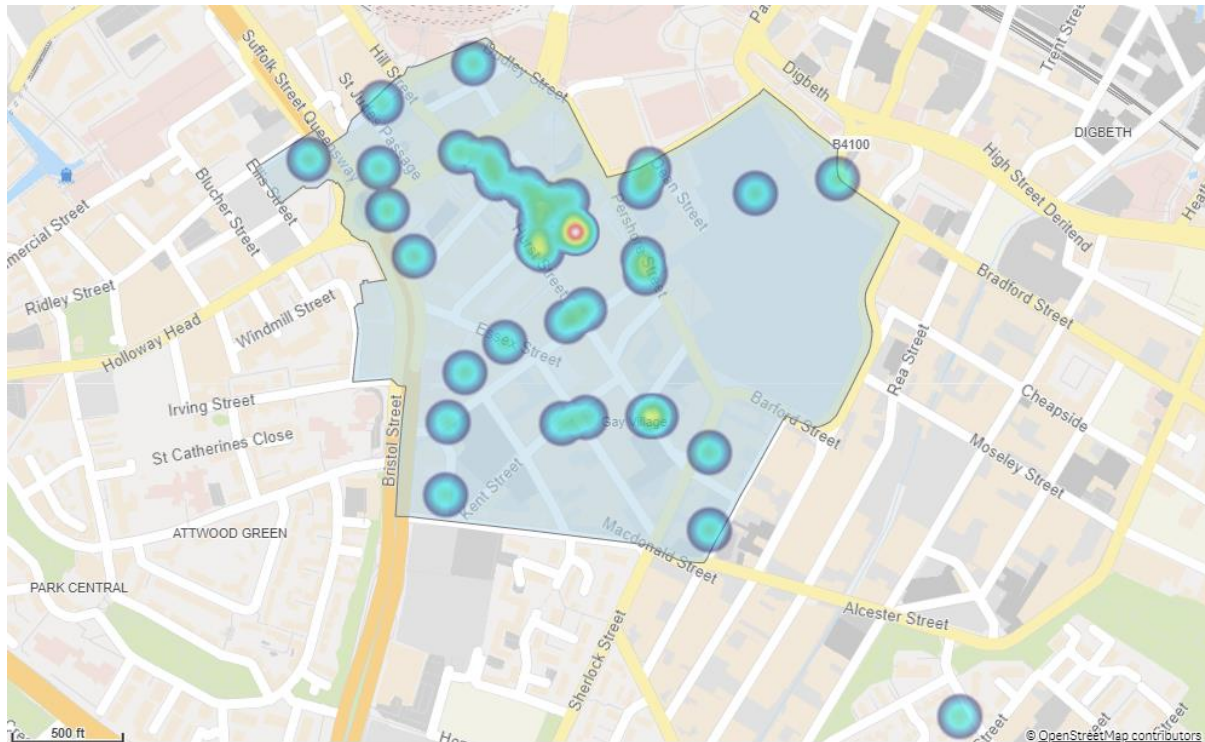 Suffolk Street Queensway
Hill Street
St Jude's Passage
Dudley Street
Digbeth
Trent Street
DIGBETH
B4100
High Street Deritend
Ellis Street
Blucher Street
Ridley Street
Holloway Head
Windmill Street
Hurst Street
Pershore Street
Bradford Street
Rea Street
Essex Street
Irving Street
St Catherines Close
Bristol Street
Gay Village
Barford Street
Cheapside
Moseley Street
Kent Street
ATTWOOD GREEN
Macdonald Street
PARK CENTRAL
Alcester Street
Sherlock Street
500 ft
© OpenStreetMap contributors